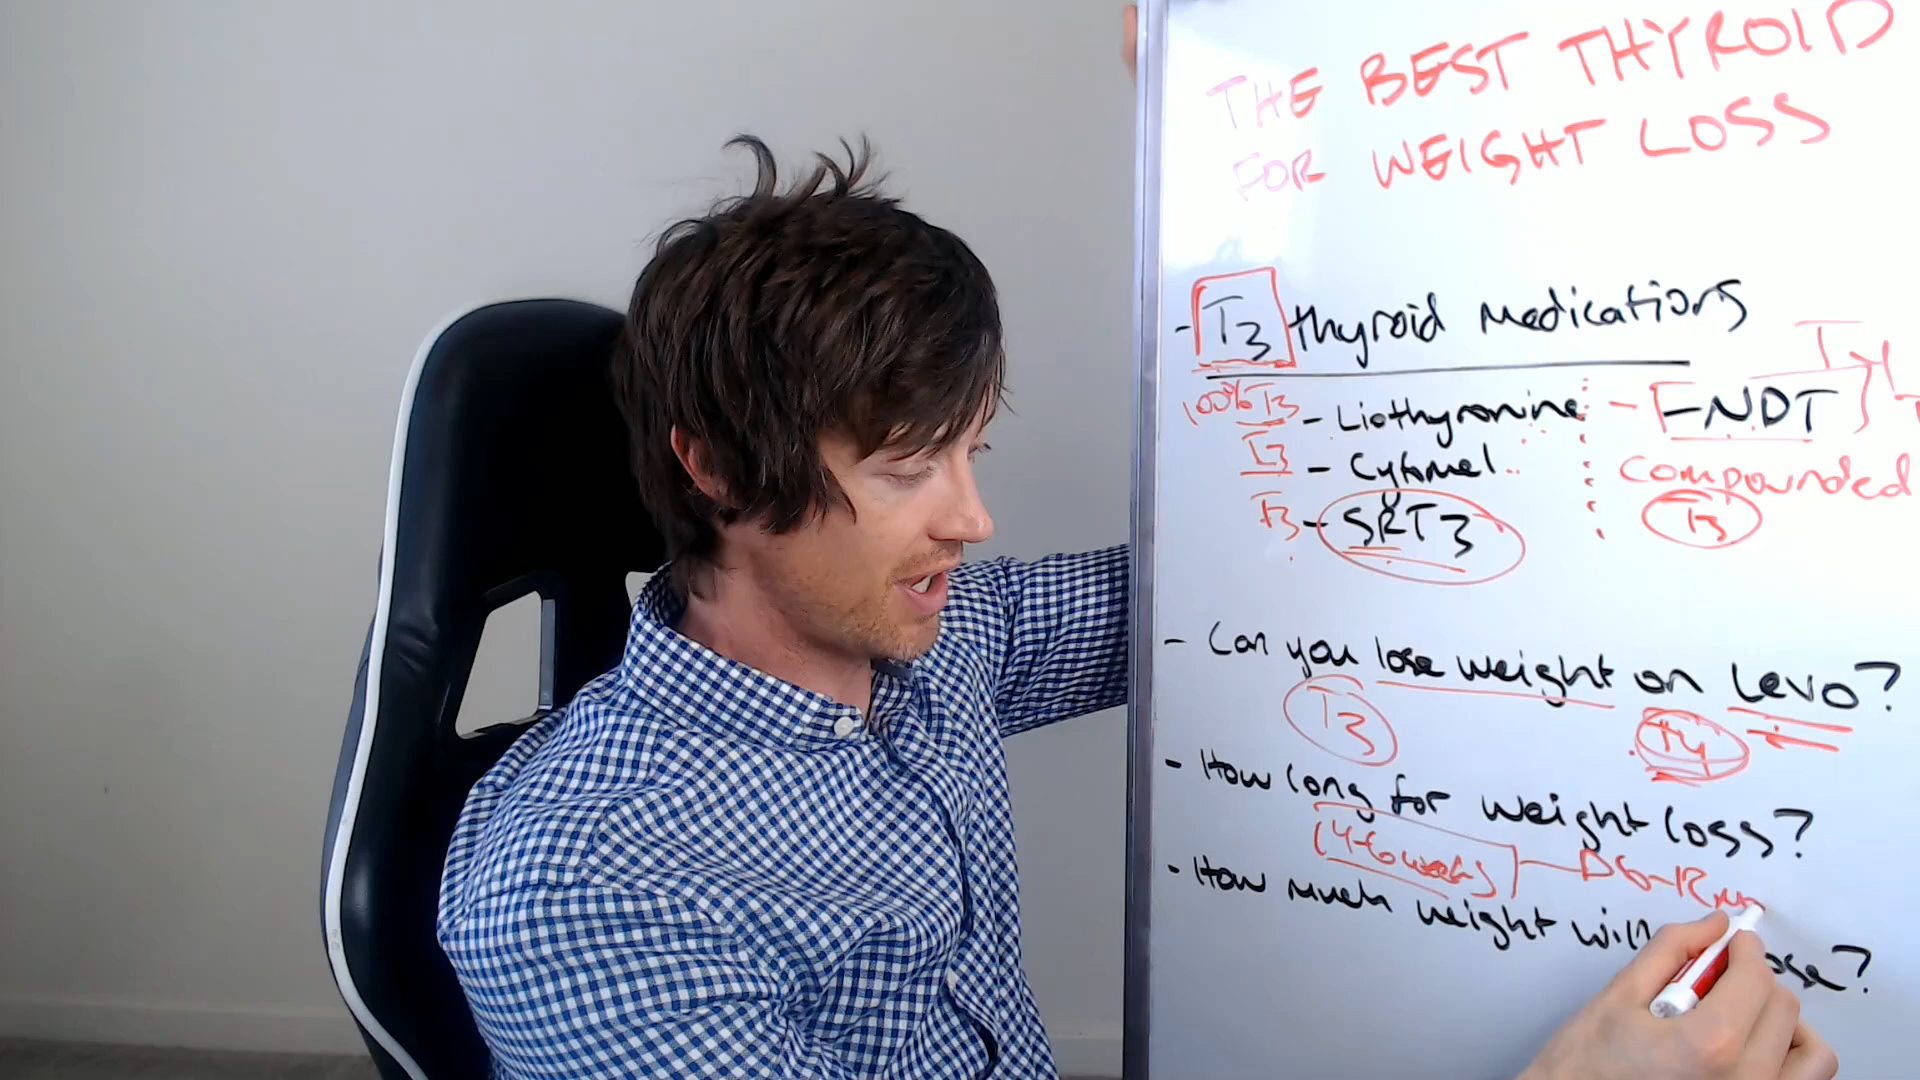 THE BEST THYROID
FOR WEIGHT LOSS
- T3 thyroid medications
100% T3 - Liothyronine - NDT
T3 - Cytomel compounded
T3 - SRT3 T3
- Can you lose weight on Levo?
T3 T4
- How long for weight loss?
(4-6 weeks)
- How much weight will ose?